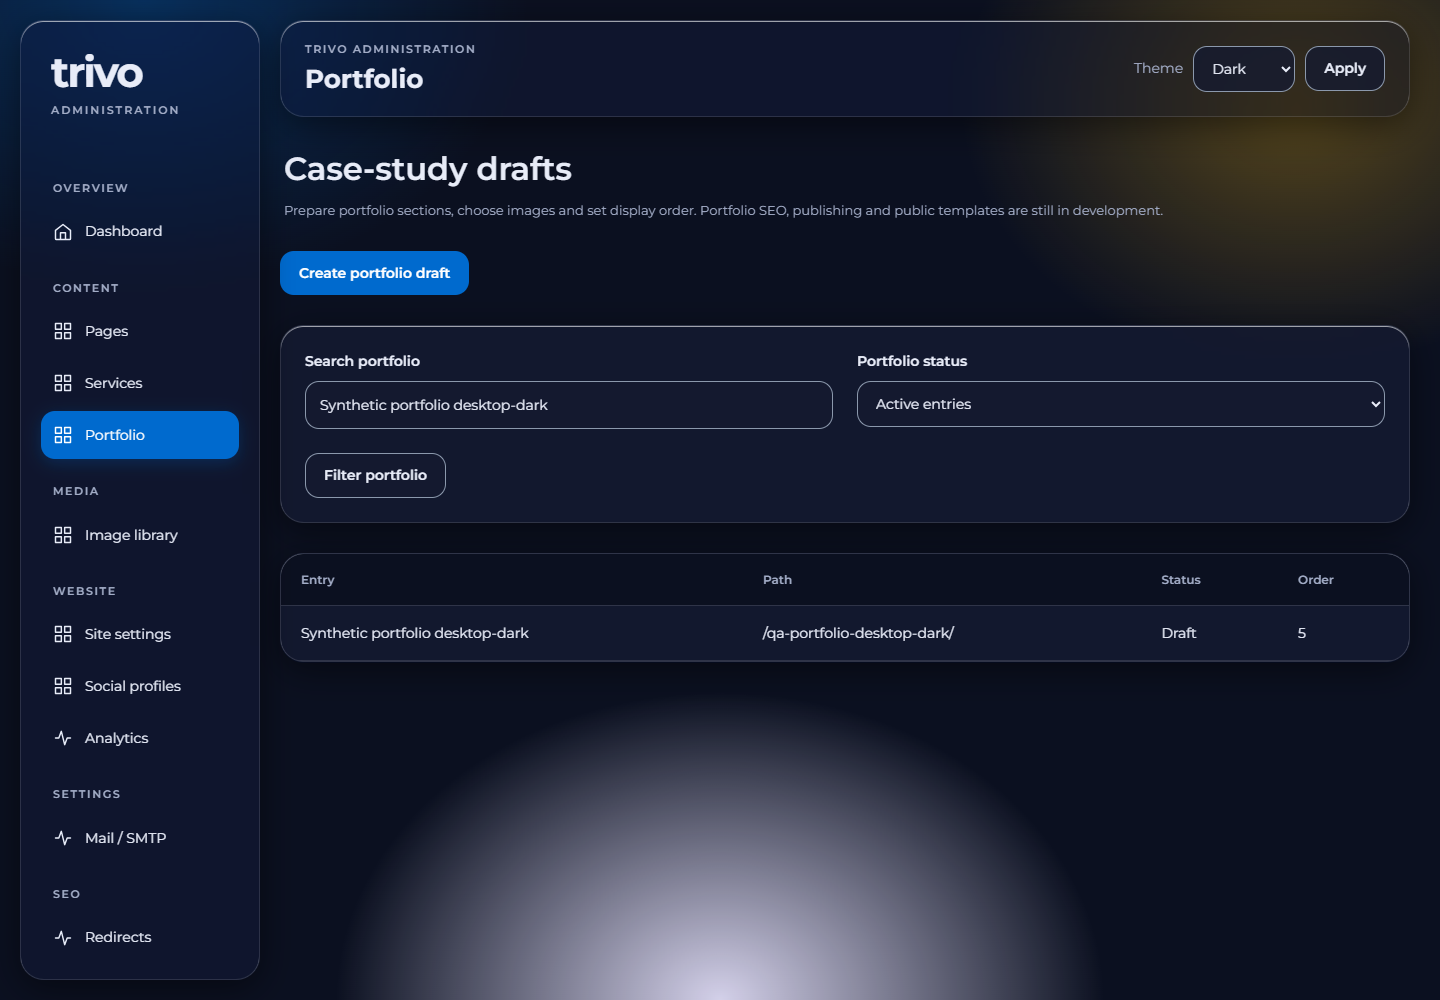 trivo
ADMINISTRATION
OVERVIEW
Dashboard
CONTENT
Pages
Services
Portfolio
MEDIA
Image library
WEBSITE
Site settings
Social profiles
Analytics
SETTINGS
Mail / SMTP
SEO
Redirects
TRIVO ADMINISTRATION
Portfolio
Theme
Dark
Apply
Case-study drafts
Prepare portfolio sections, choose images and set display order. Portfolio SEO, publishing and public templates are still in development.
Create portfolio draft
Search portfolio
Synthetic portfolio desktop-dark
Portfolio status
Active entries
Filter portfolio
Entry Path Status Order
Synthetic portfolio desktop-dark /qa-portfolio-desktop-dark/ Draft 5